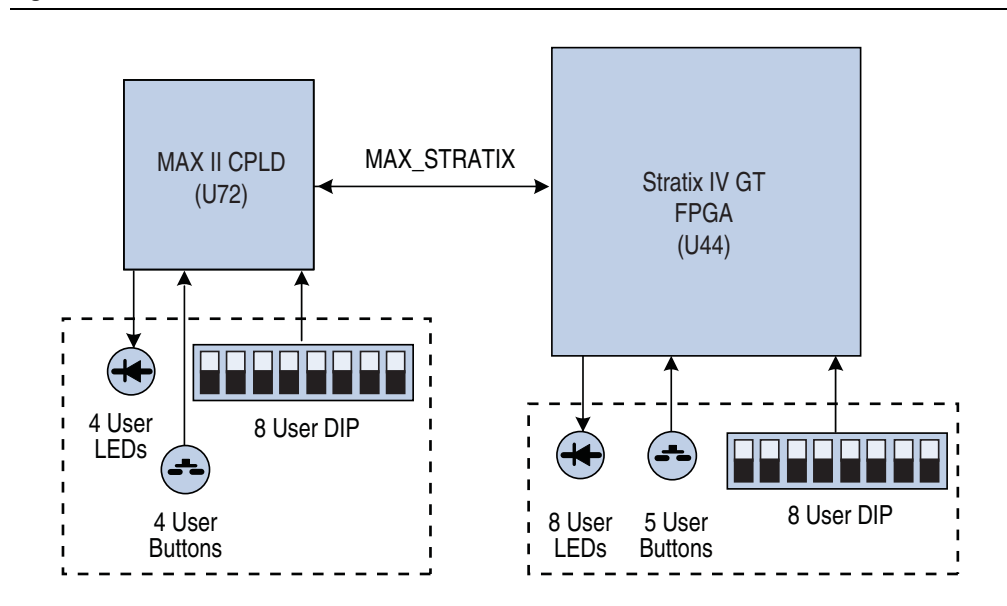 MAX II CPLD
(U72)
MAX_STRATIX
Stratix IV GT
FPGA
(U44)
4 User
LEDs
8 User DIP
4 User
Buttons
8 User
LEDs
5 User
Buttons
8 User DIP